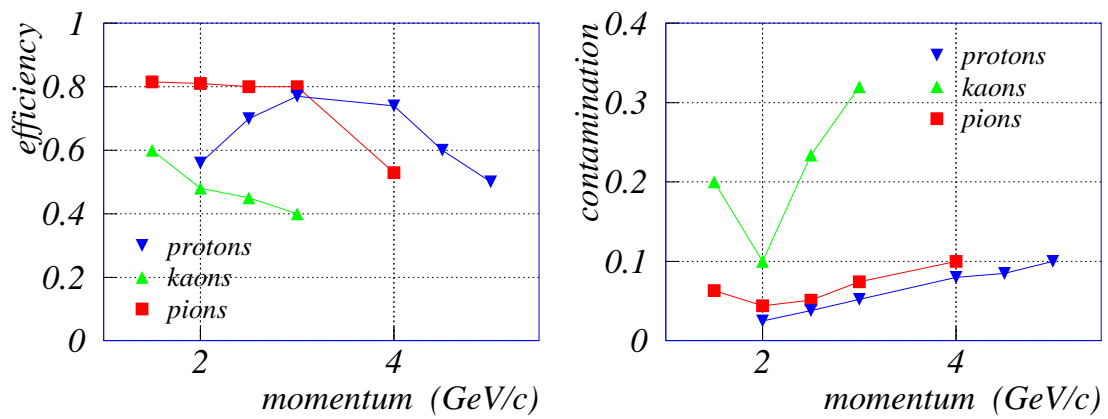 efficiency
1
0.8
0.6
0.4
0.2
0
protons
kaons
pions
2
4
momentum (GeV/c)
contamination
0.4
0.3
0.2
0.1
0
protons
kaons
pions
2
4
momentum (GeV/c)